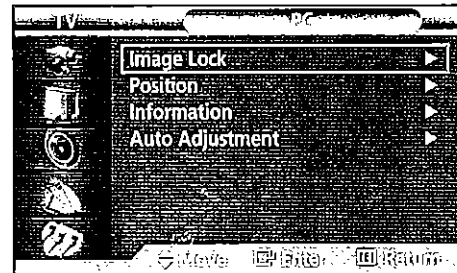 TV PC
Image Lock
Position
Information
Auto Adjustment
Move Enter Return